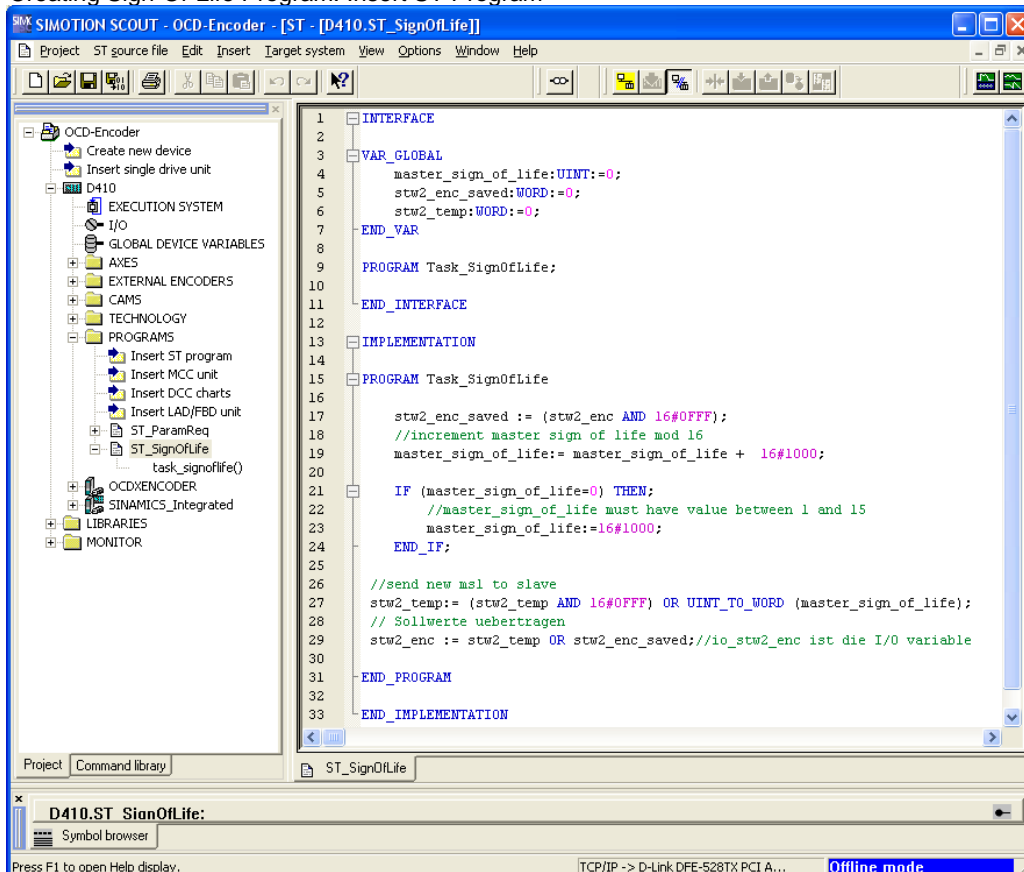 Creating Sign-Of-Life Program: Insert ST Program
SIMOTION SCOUT - OCD-Encoder - [ST - [D410.ST_SignOfLife]]
Project ST source file Edit Insert Target system View Options Window Help
OCD-Encoder
Create new device
Insert single drive unit
D410
EXECUTION SYSTEM
I/O
GLOBAL DEVICE VARIABLES
AXES
EXTERNAL ENCODERS
CAMS
TECHNOLOGY
PROGRAMS
Insert ST program
Insert MCC unit
Insert DCC charts
Insert LAD/FBD unit
ST_ParamReq
ST_SignOfLife
task_signoflife()
OCDXENCODER
SINAMICS_Integrated
LIBRARIES
MONITOR
Project Command library
1 INTERFACE
2
3 VAR_GLOBAL
4 master_sign_of_life:UINT:=0;
5 stw2_enc_saved:WORD:=0;
6 stw2_temp:WORD:=0;
7 END_VAR
8
9 PROGRAM Task_SignOfLife;
10
11 END_INTERFACE
12
13 IMPLEMENTATION
14
15 PROGRAM Task_SignOfLife
16
17 stw2_enc_saved := (stw2_enc AND 16#0FFF);
18 //increment master sign of life mod 16
19 master_sign_of_life:= master_sign_of_life + 16#1000;
20
21 IF (master_sign_of_life=0) THEN;
22 //master_sign_of_life must have value between 1 and 15
23 master_sign_of_life:=16#1000;
24 END_IF;
25
26 //send new msl to slave
27 stw2_temp:= (stw2_temp AND 16#0FFF) OR UINT_TO_WORD (master_sign_of_life);
28 // Sollwerte uebertragen
29 stw2_enc := stw2_temp OR stw2_enc_saved;//io_stw2_enc ist die I/O variable
30
31 END_PROGRAM
32
33 END_IMPLEMENTATION
ST_SignOfLife
D410.ST_SignOfLife:
Symbol browser
Press F1 to open Help display.
TCP/IP -> D-Link DFE-528TX PCI A...
Offline mode